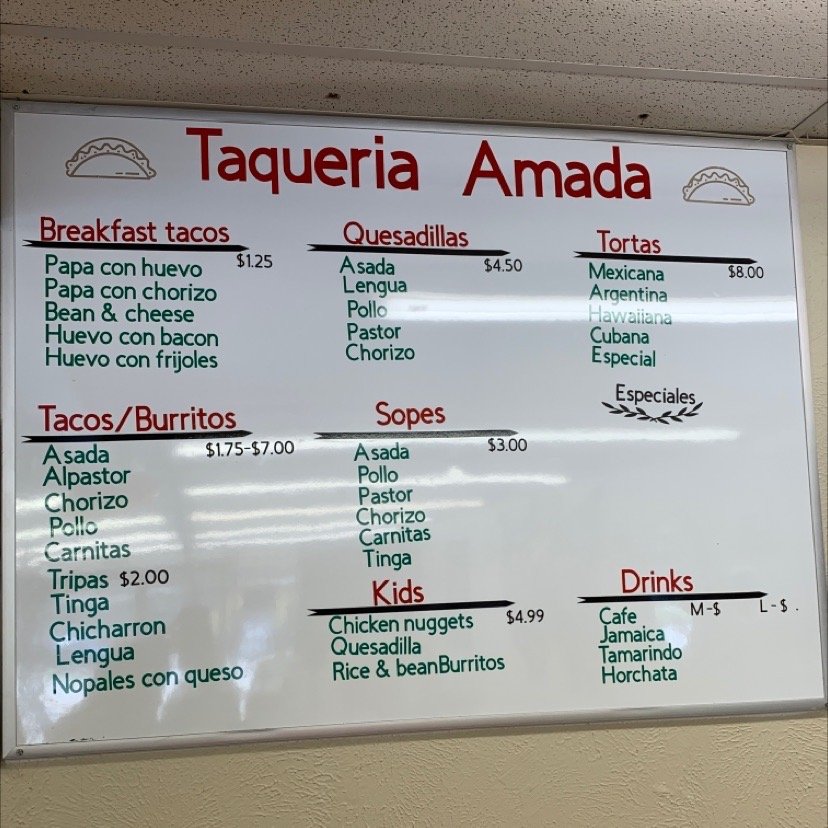 Taqueria Amada
Breakfast tacos
$1.25
Papa con huevo
Papa con chorizo
Bean & cheese
Huevo con bacon
Huevo con frijoles
Quesadillas
$4.50
Asada
Lengua
Pollo
Pastor
Chorizo
Tortas
$8.00
Mexicana
Argentina
Hawaiiana
Cubana
Especial
Especiales
Tacos/Burritos
$1.75-$7.00
Asada
Alpastor
Chorizo
Pollo
Carnitas
Tripas $2.00
Tinga
Chicharron
Lengua
Nopales con queso
Sopes
$3.00
Asada
Pollo
Pastor
Chorizo
Carnitas
Tinga
Kids
$4.99
Chicken nuggets
Quesadilla
Rice & beanBurritos
Drinks
M-$ L-$ .
Cafe
Jamaica
Tamarindo
Horchata